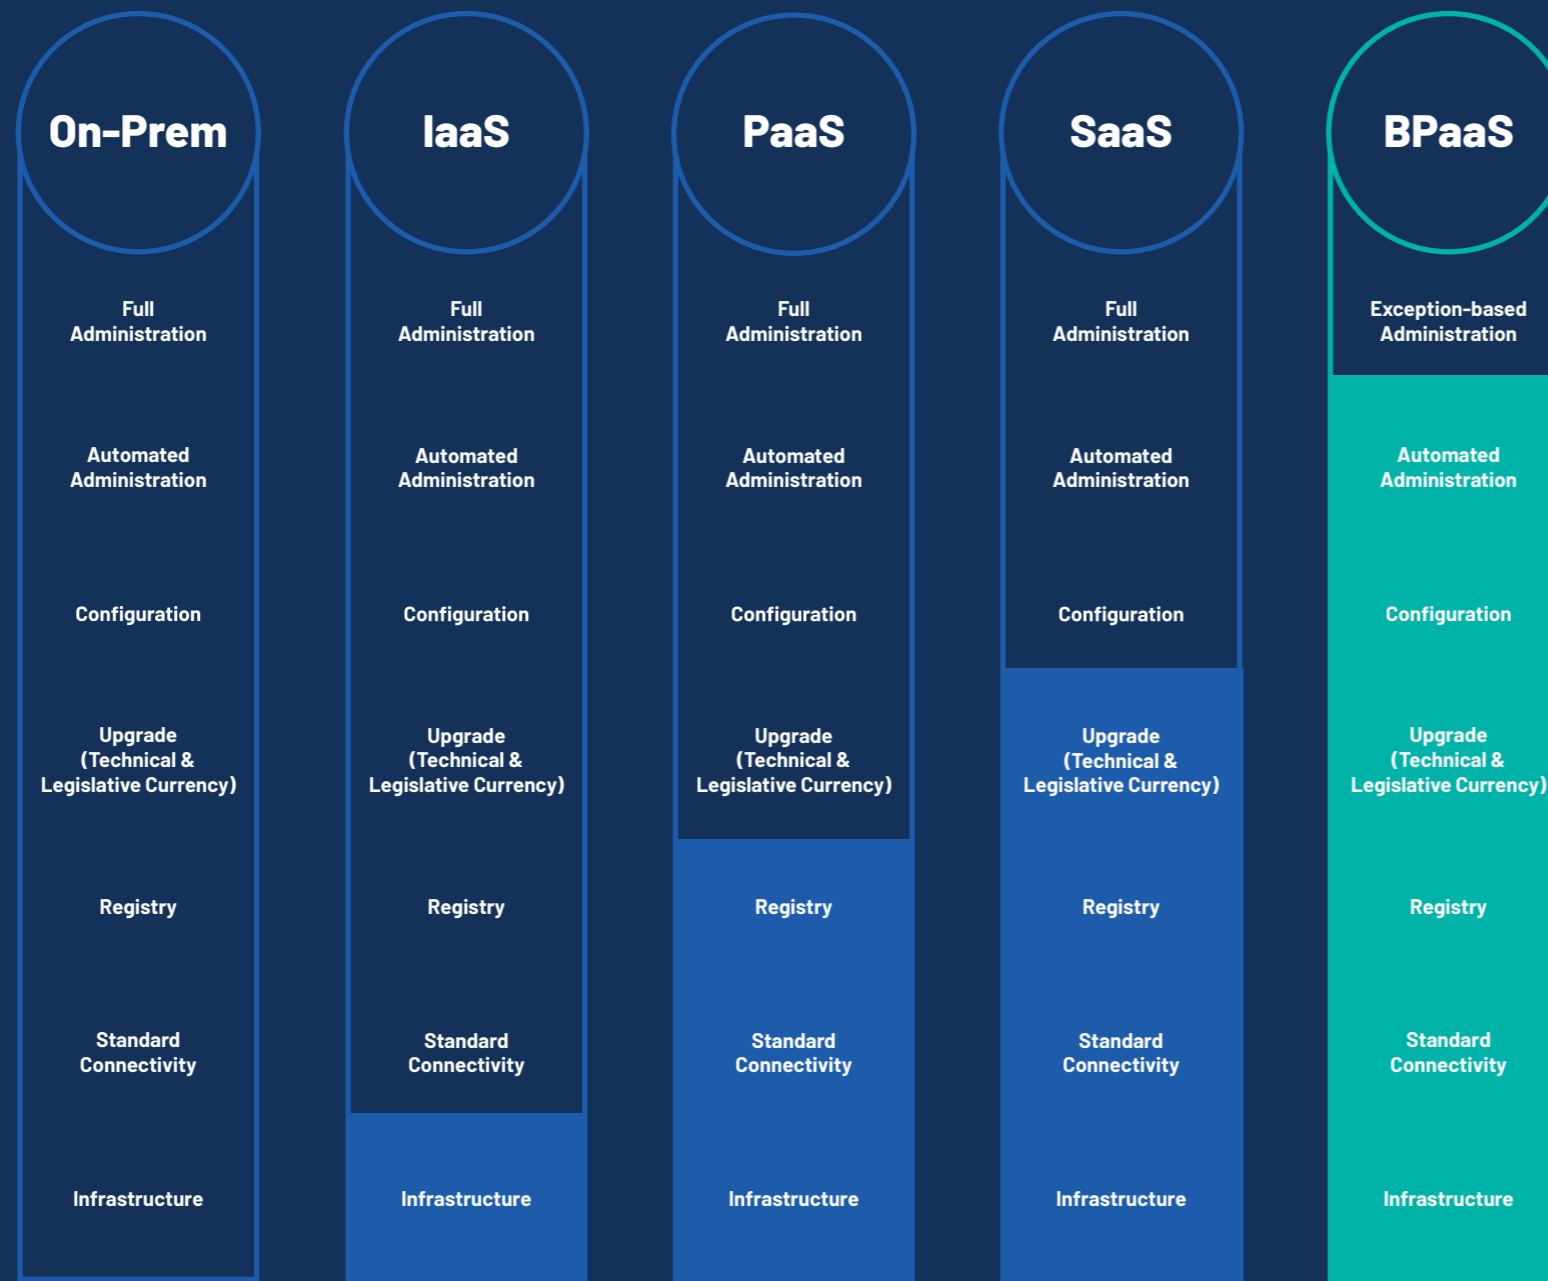 On-Prem
Full
Administration
Automated
Administration
Configuration
Upgrade
(Technical &
Legislative Currency)
Registry
Standard
Connectivity
Infrastructure
IaaS
Full
Administration
Automated
Administration
Configuration
Upgrade
(Technical &
Legislative Currency)
Registry
Standard
Connectivity
Infrastructure
PaaS
Full
Administration
Automated
Administration
Configuration
Upgrade
(Technical &
Legislative Currency)
Registry
Standard
Connectivity
Infrastructure
SaaS
Full
Administration
Automated
Administration
Configuration
Upgrade
(Technical &
Legislative Currency)
Registry
Standard
Connectivity
Infrastructure
BPaaS
Exception-based
Administration
Automated
Administration
Configuration
Upgrade
(Technical &
Legislative Currency)
Registry
Standard
Connectivity
Infrastructure